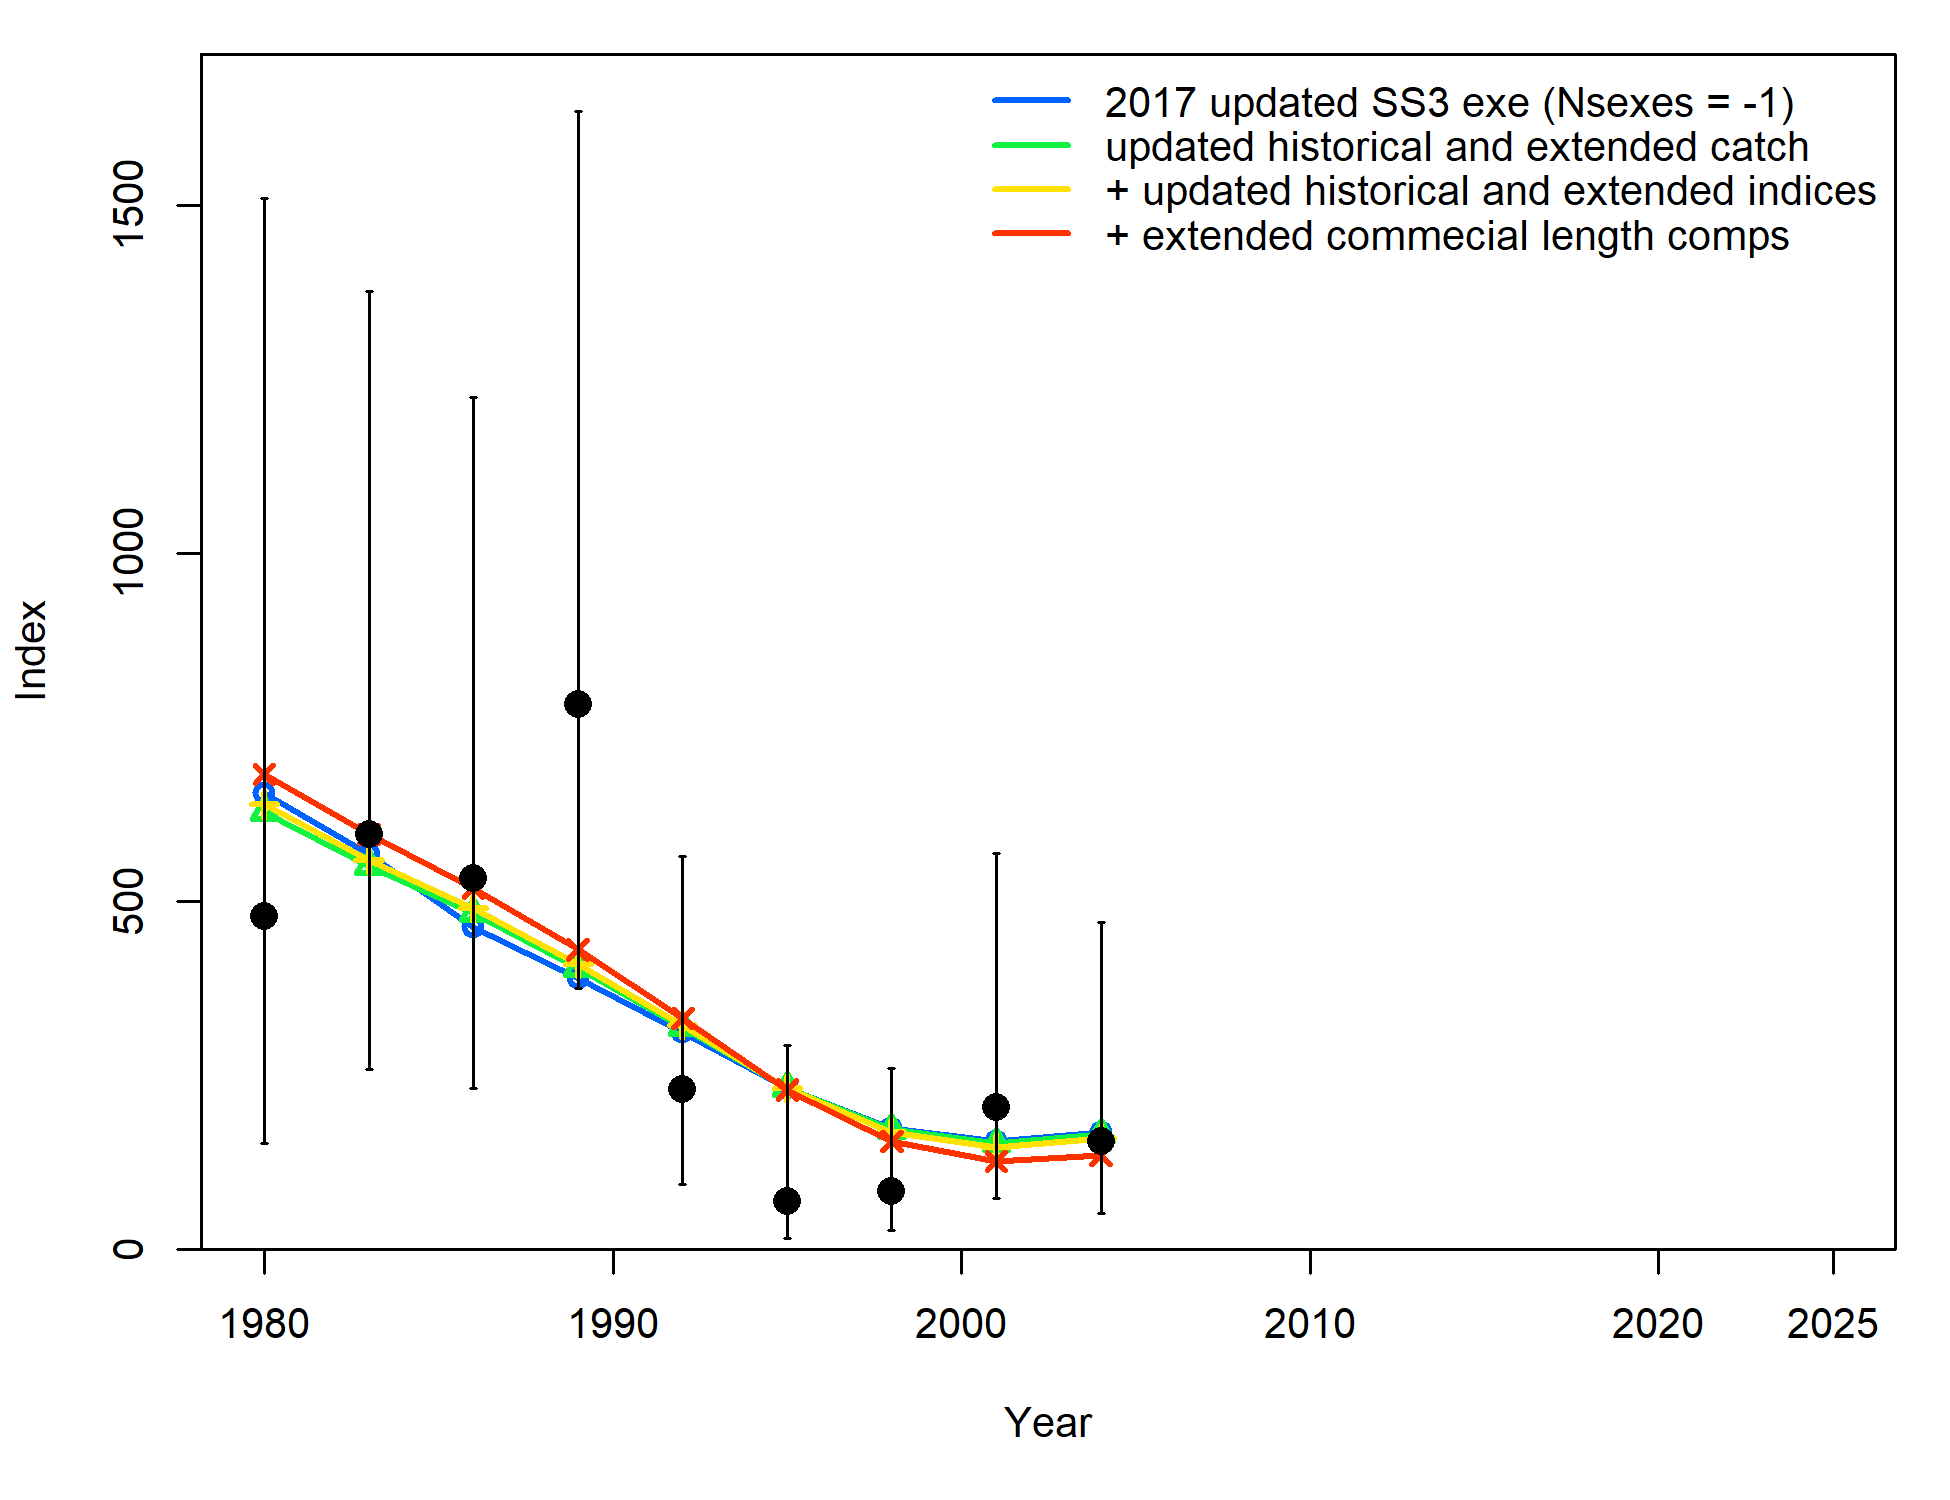 2017 updated SS3 exe (Nsexes = -1)
updated historical and extended catch
+ updated historical and extended indices
+ extended commecial length comps
1500
1000
500
0
Index
1980 1990 2000 2010 2020 2025
Year